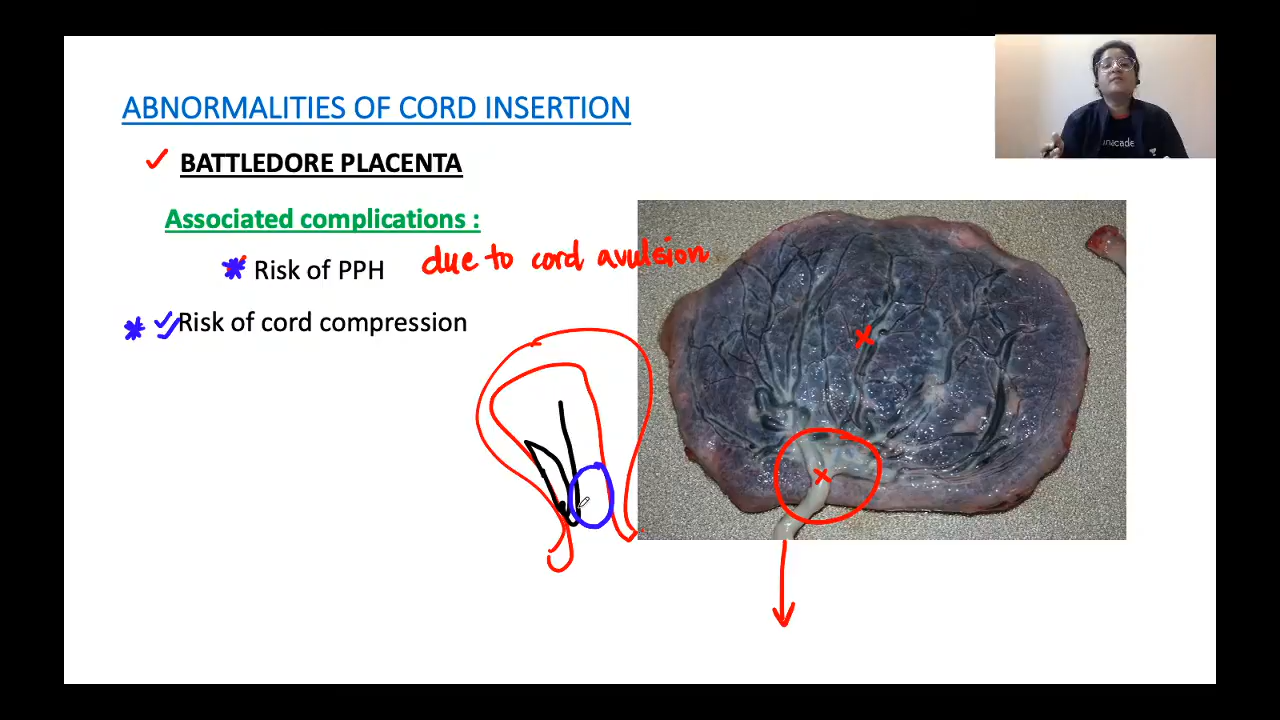 ABNORMALITIES OF CORD INSERTION
BATTLEDORE PLACENTA
Associated complications :
Risk of PPH due to cord avulsion
Risk of cord compression
unacade